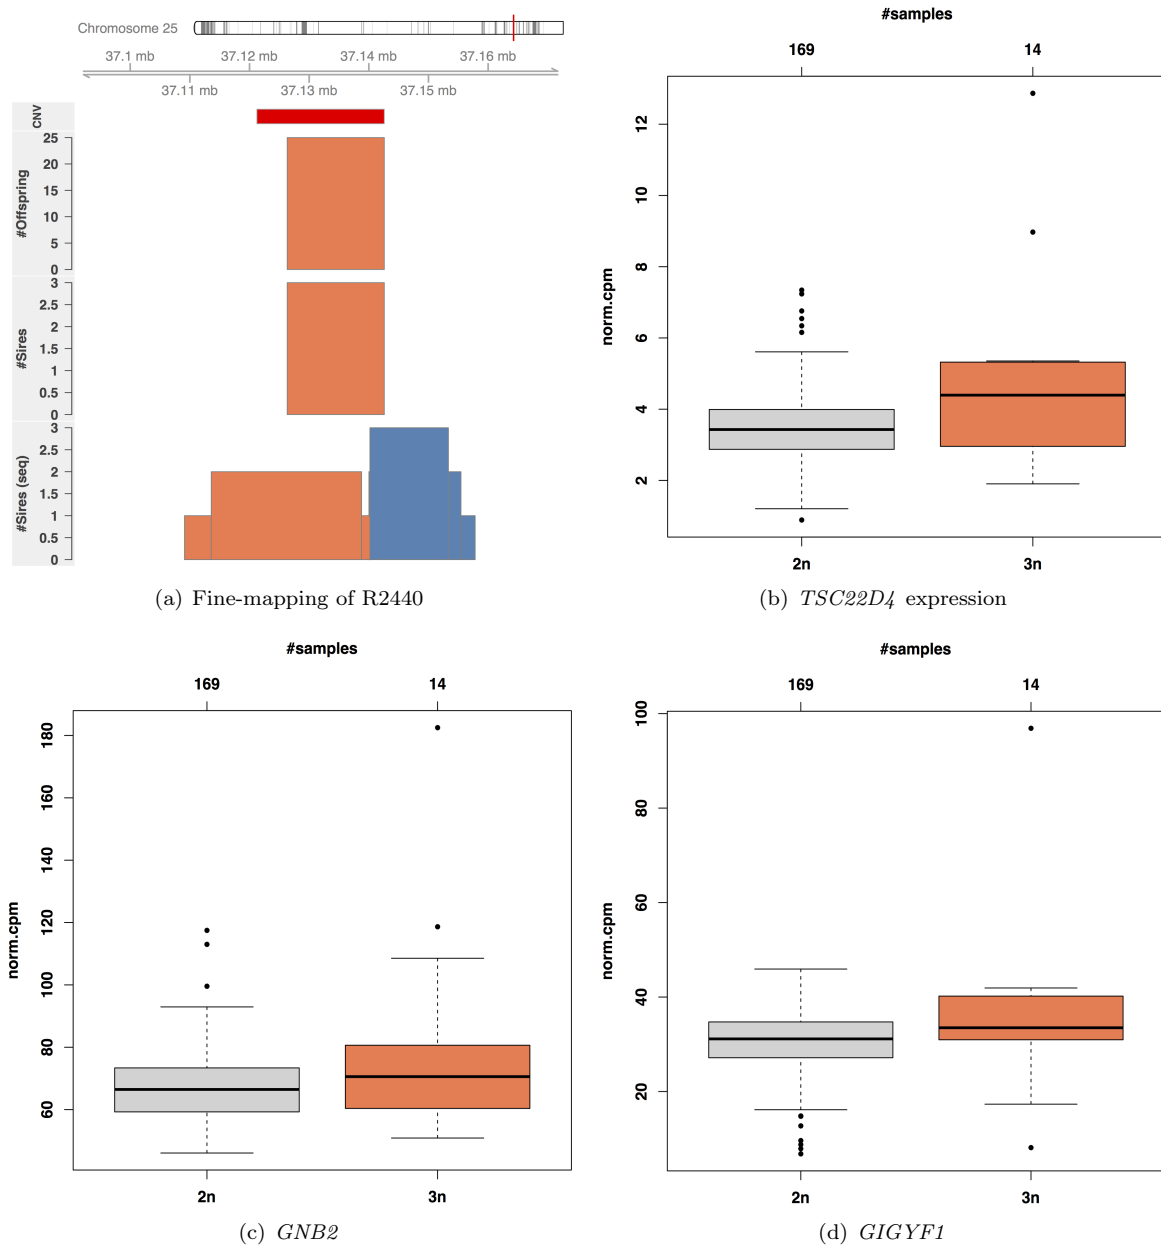 Chromosome 25
37.1 mb 37.12 mb 37.14 mb 37.16 mb
37.11 mb 37.13 mb 37.15 mb
CNV
#Offspring
25
20
15
10
5
0
#Sires
3
2.5
2
1.5
1
0.5
0
#Sires (seq)
3
2.5
2
1.5
1
0.5
0
(a) Fine-mapping of R2440
#samples
169 14
norm.cpm
12
10
8
6
4
2
2n 3n
(b) TSC22D4 expression
#samples
169 14
norm.cpm
180
160
140
120
100
80
60
2n 3n
(c) GNB2
#samples
169 14
norm.cpm
100
80
60
40
20
2n 3n
(d) GIGYF1